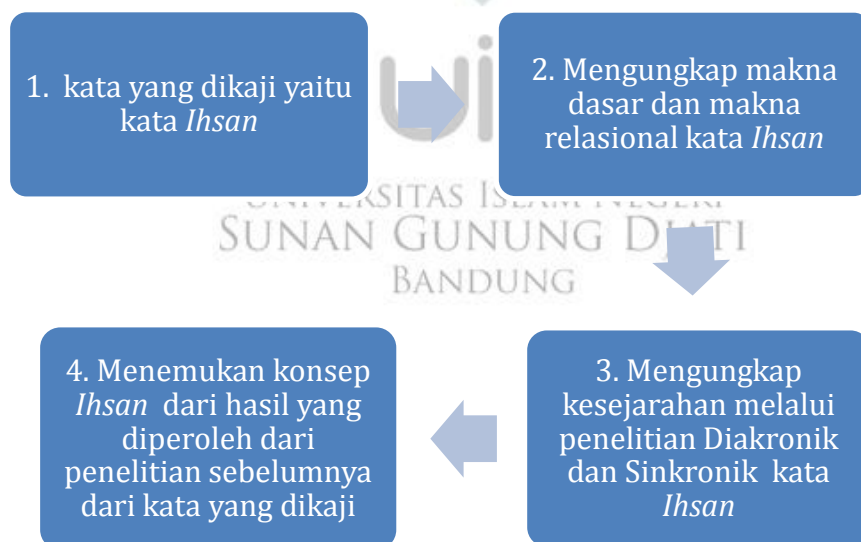 1. kata yang dikaji yaitu
kata Ihsan
2. Mengungkap makna
dasar dan makna
relasional kata Ihsan
3. Mengungkap
kesejarahan melalui
penelitian Diakronik
dan Sinkronik kata
Ihsan
4. Menemukan konsep
Ihsan dari hasil yang
diperoleh dari
penelitian sebelumnya
dari kata yang dikaji
UNIVERSITAS ISLAM NEGERI
SUNAN GUNUNG DJATI
BANDUNG